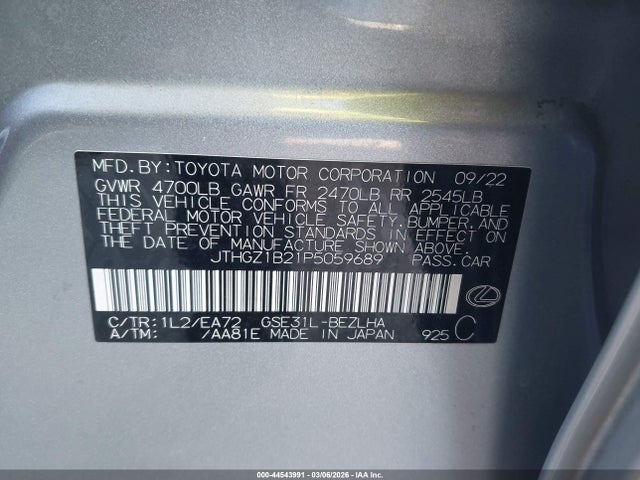 MFD.BY:TOYOTA MOTOR CORPORATION 09/22
GVWR 4700LB GAWR FR 2470LB RR 2545LB
THIS VEHICLE CONFORMS TO ALL APPLICABLE
FEDERAL MOTOR VEHICLE SAFETY,BUMPER,AND
THEFT PREVENTION STANDARDS IN EFFECT ON
THE DATE OF MANUFACTURE SHOWN ABOVE.
JTHGZ1B21P5059689 PASS.CAR
C/TR:1L2/EA72 GSE31L-BEZLHA
A/TM: /AA81E MADE IN JAPAN 925 C
000-44543991 | 03/06/2026 | IAAI.com